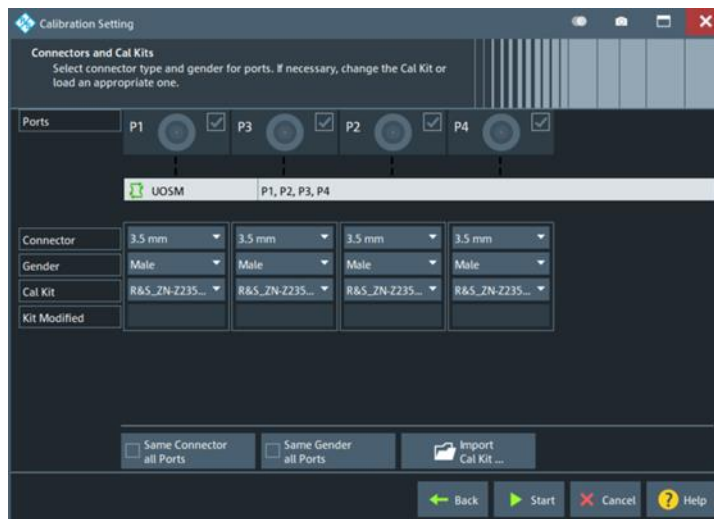 Calibration Setting
Connectors and Cal Kits
Select connector type and gender for ports. If necessary, change the Cal Kit or
load an appropriate one.
Ports
P1 P3 P2 P4
UOSM P1, P2, P3, P4
Connector 3.5 mm 3.5 mm 3.5 mm 3.5 mm
Gender Male Male Male Male
Cal Kit R&S_ZN-Z235... R&S_ZN-Z235... R&S_ZN-Z235... R&S_ZN-Z235...
Kit Modified
Same Connector
all Ports
Same Gender
all Ports
Import
Cal Kit ...
Back Start Cancel ? Help